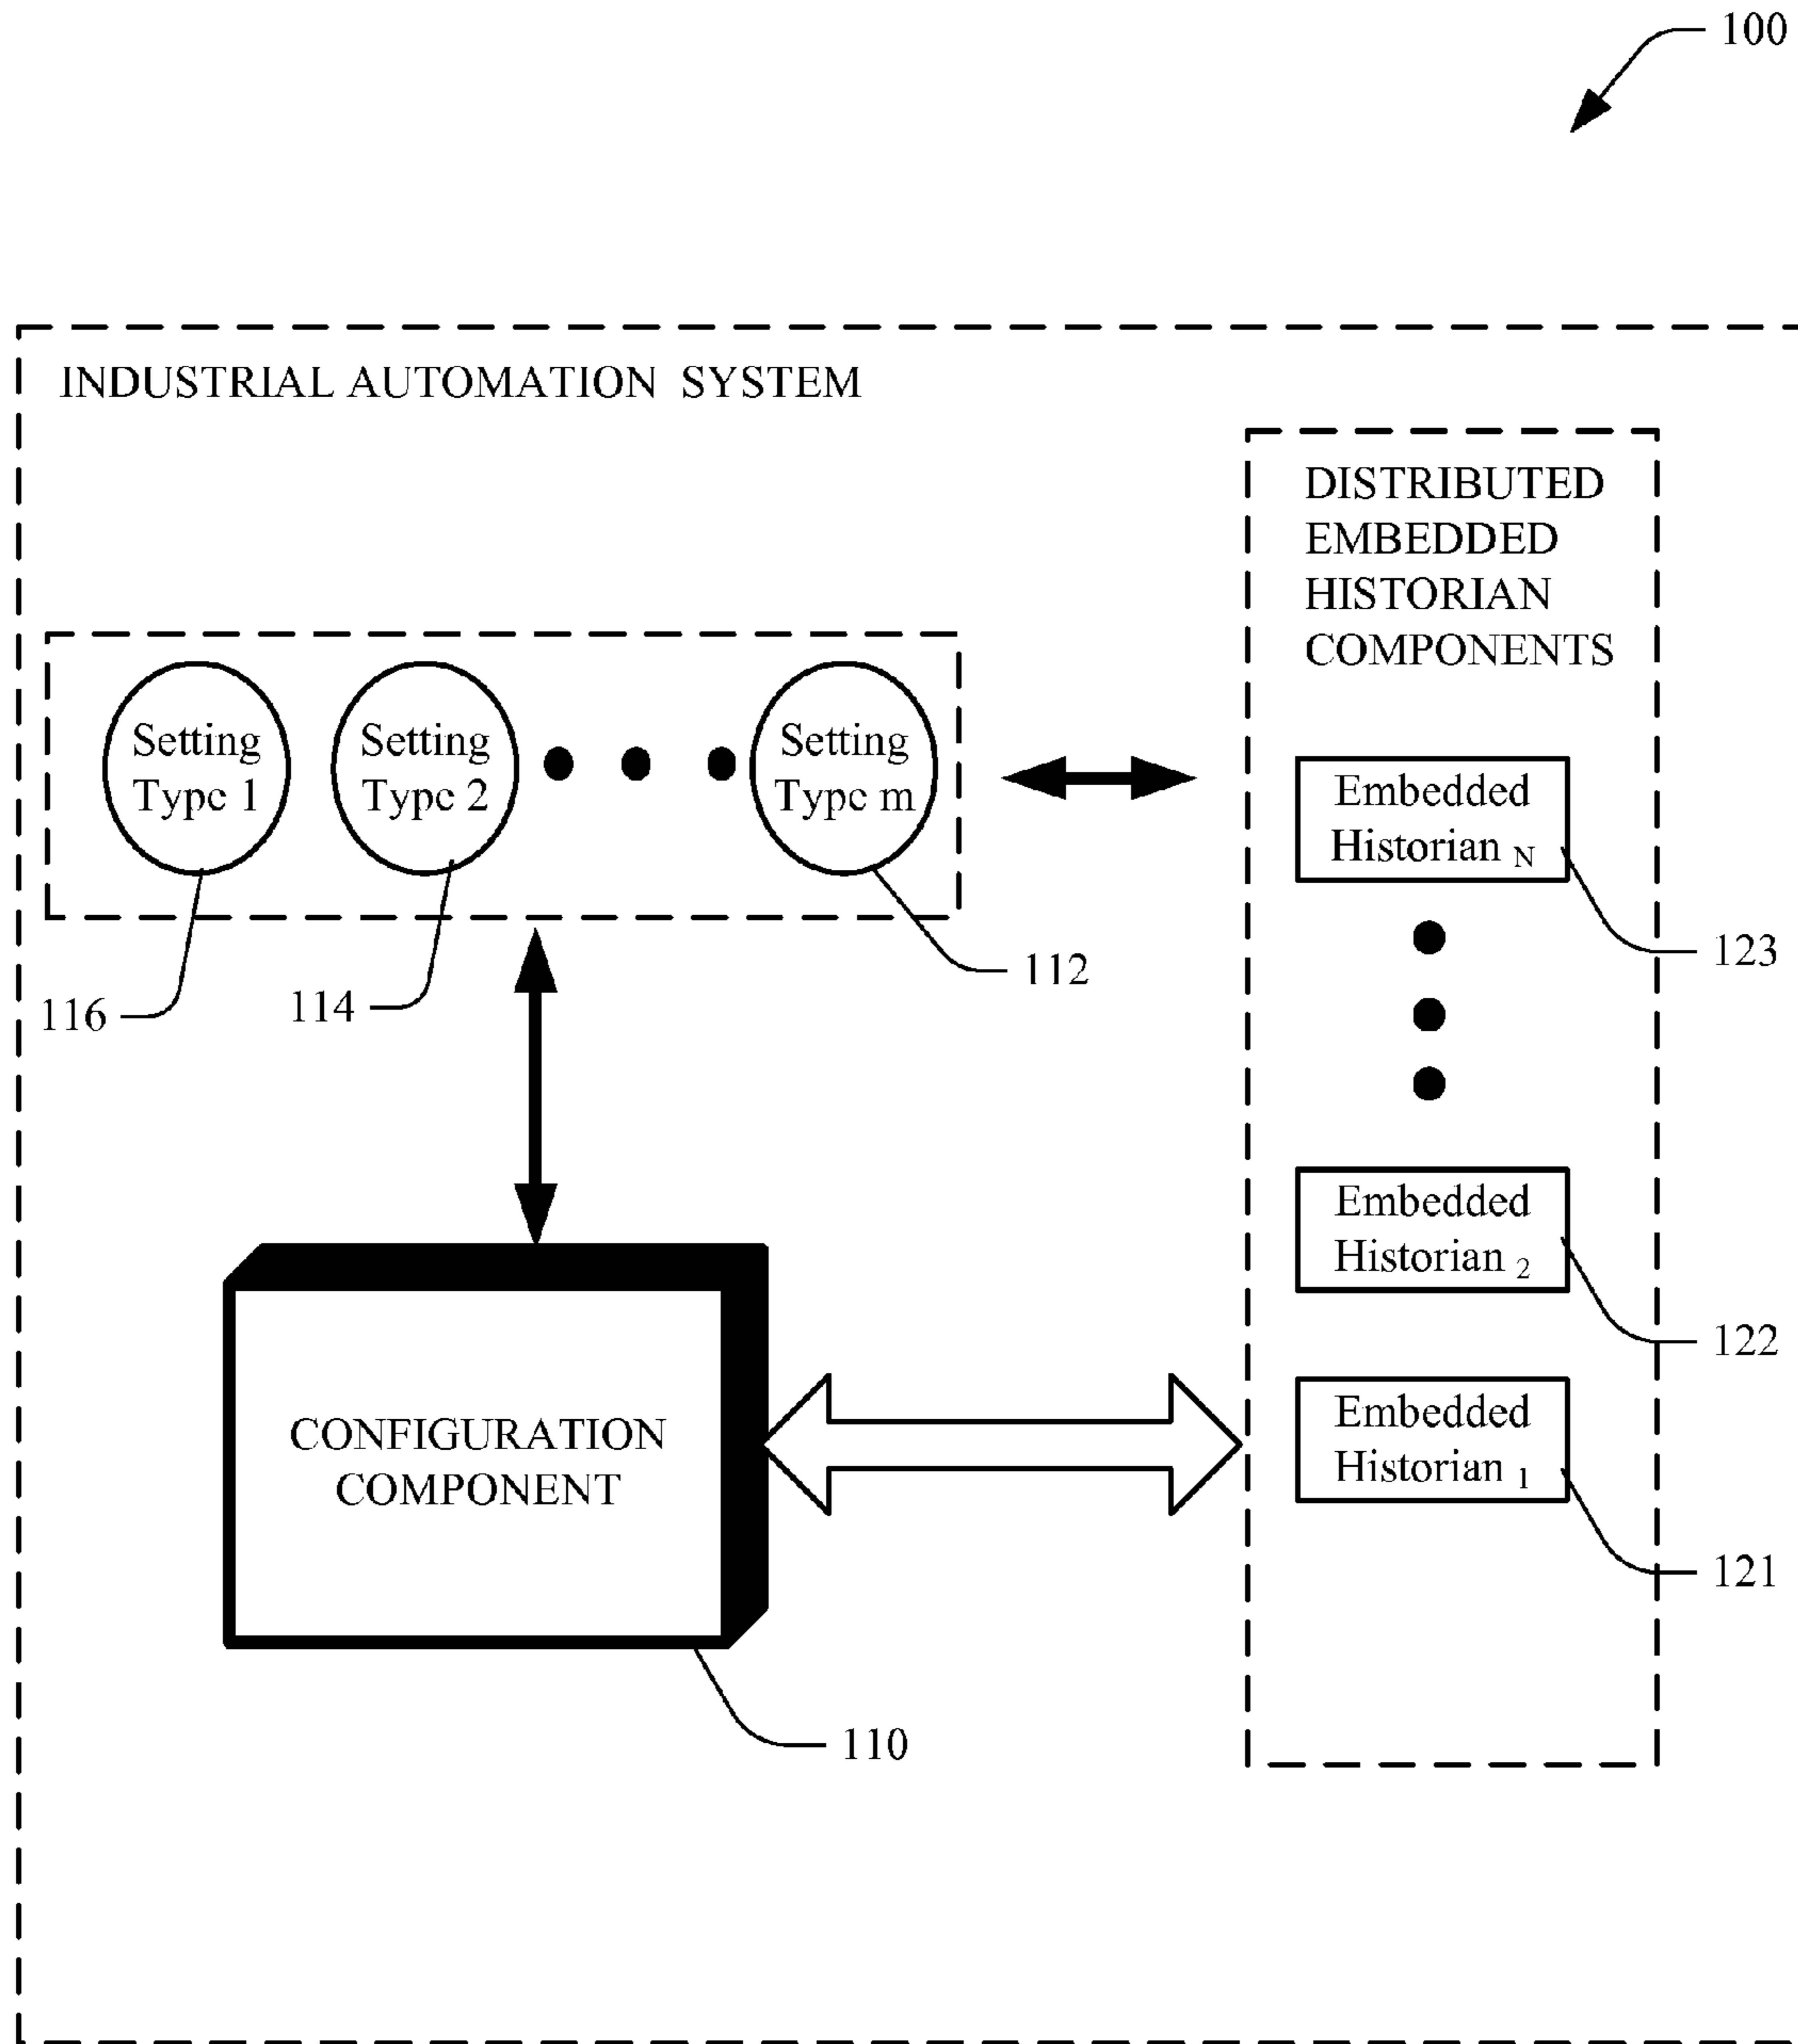 100
INDUSTRIAL AUTOMATION SYSTEM
DISTRIBUTED
EMBEDDED
HISTORIAN
COMPONENTS
Setting
Type 1
Setting
Type 2
Setting
Type m
Embedded
Historian N
116
114
112
123
Embedded
Historian 2
122
CONFIGURATION
COMPONENT
Embedded
Historian 1
121
110